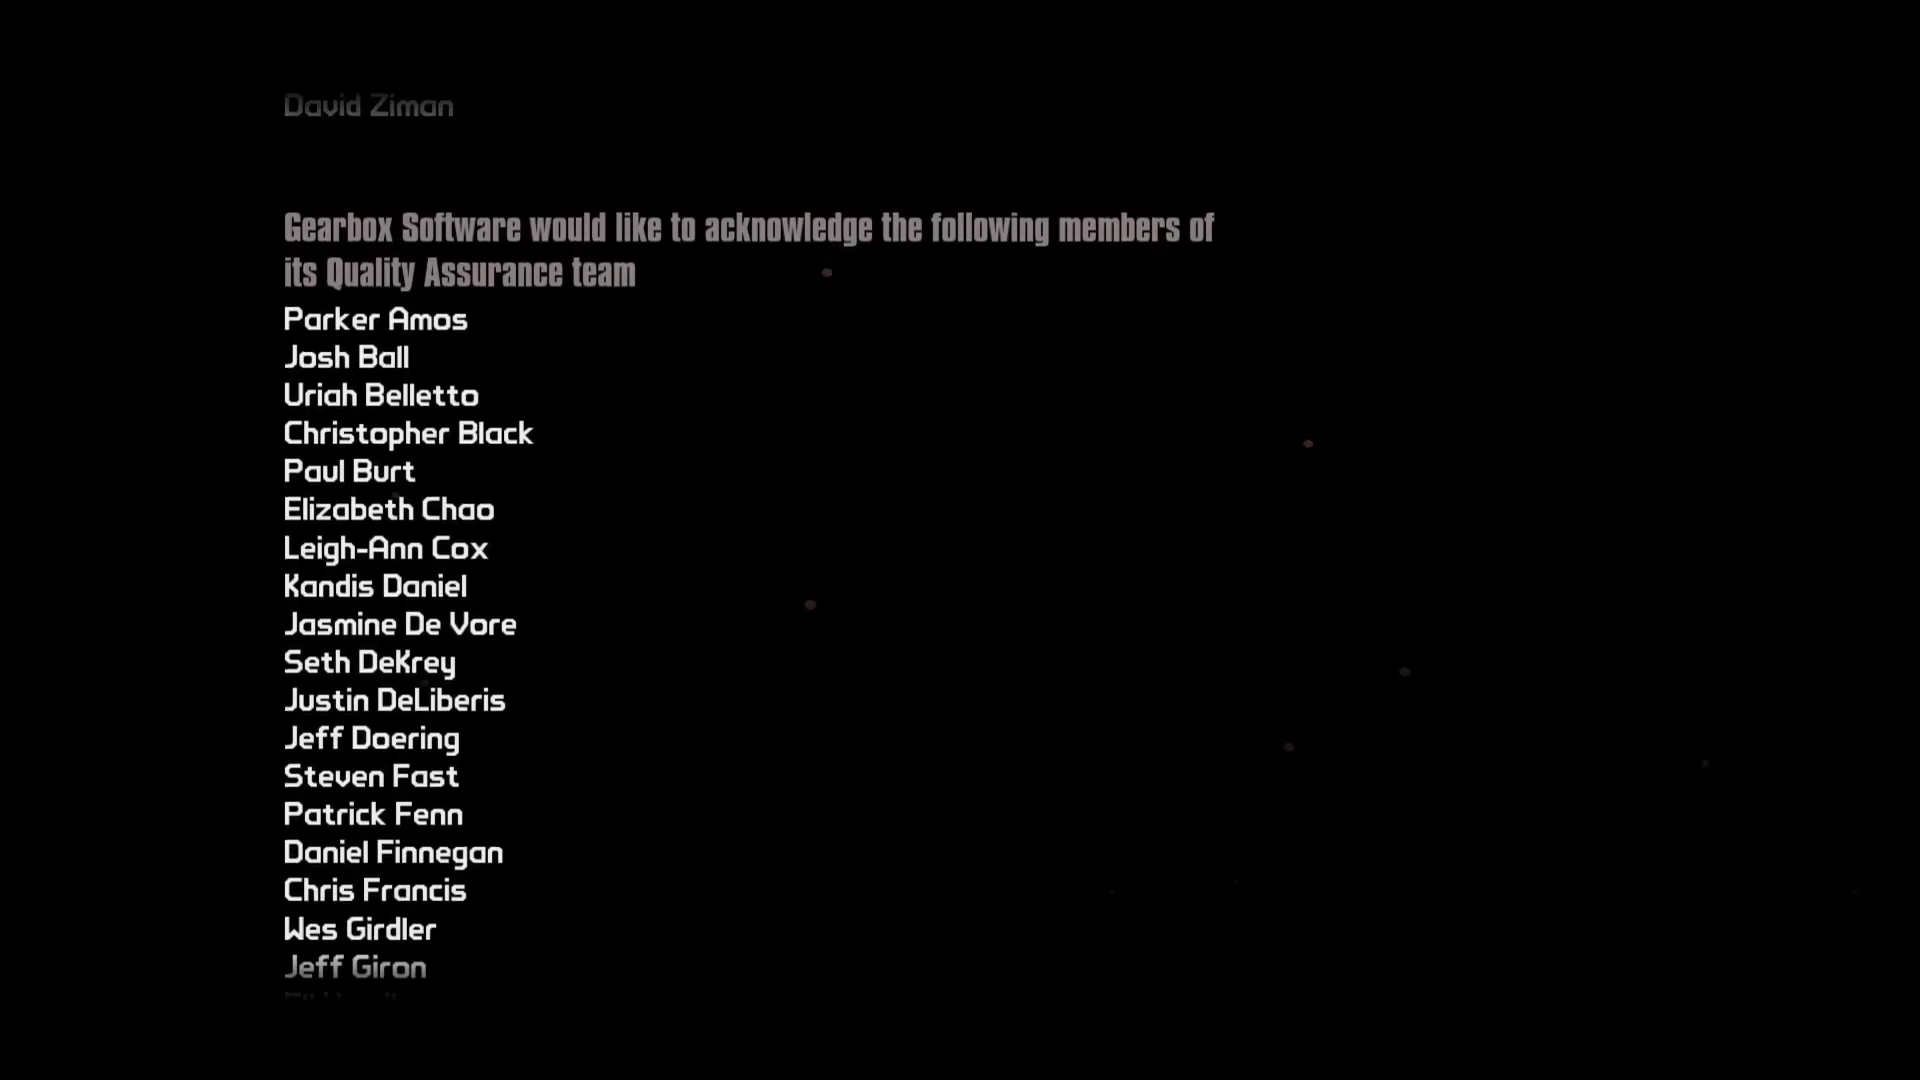 David Ziman
Gearbox Software would like to acknowledge the following members of
its Quality Assurance team
Parker Amos
Josh Ball
Uriah Belletto
Christopher Black
Paul Burt
Elizabeth Chao
Leigh-Ann Cox
Kandis Daniel
Jasmine De Vore
Seth DeKrey
Justin DeLiberis
Jeff Doering
Steven Fast
Patrick Fenn
Daniel Finnegan
Chris Francis
Wes Girdler
Jeff Giron